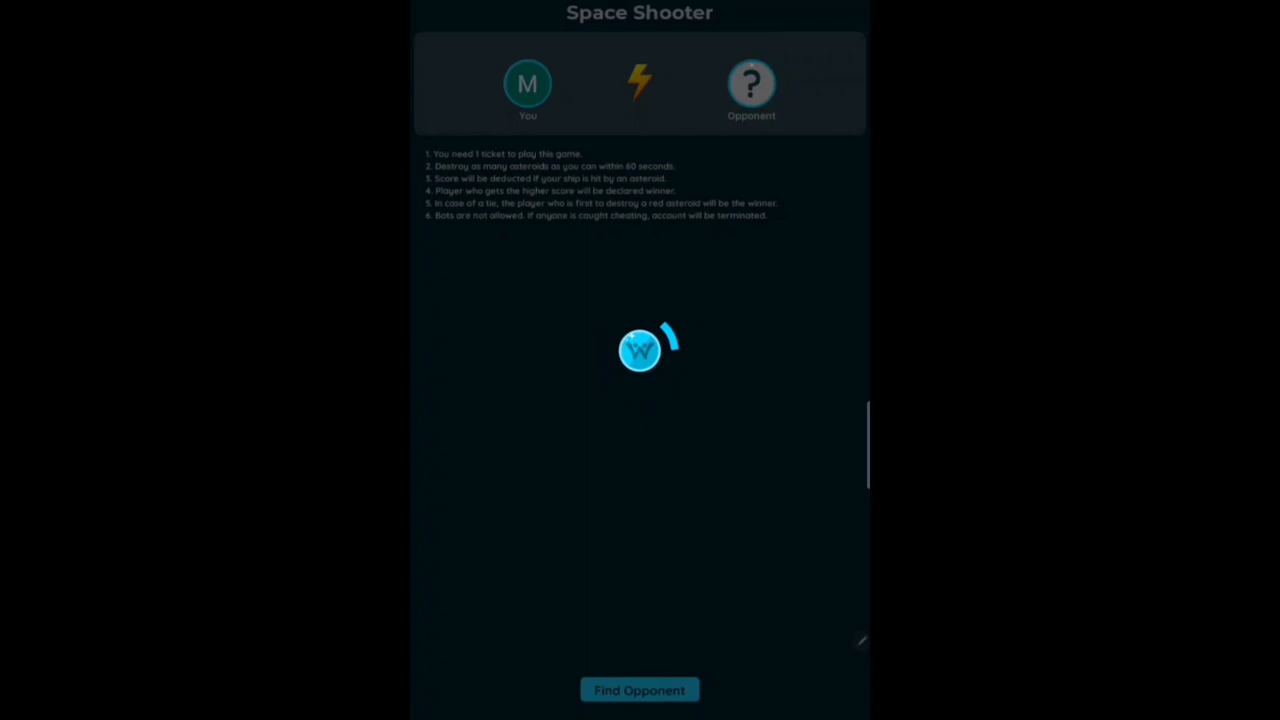 Space Shooter
M
?
You
Opponent
1. You need 1 ticket to play this game.
2. Destroy as many asteroids as you can within 60 seconds.
3. Score will be deducted if your ship is hit by an asteroid.
4. Player who gets the higher score will be declared winner.
5. In case of a tie, the player who is first to destroy a red asteroid will be the winner.
6. Bots are not allowed. If anyone is caught cheating, account will be terminated.
W
Find Opponent